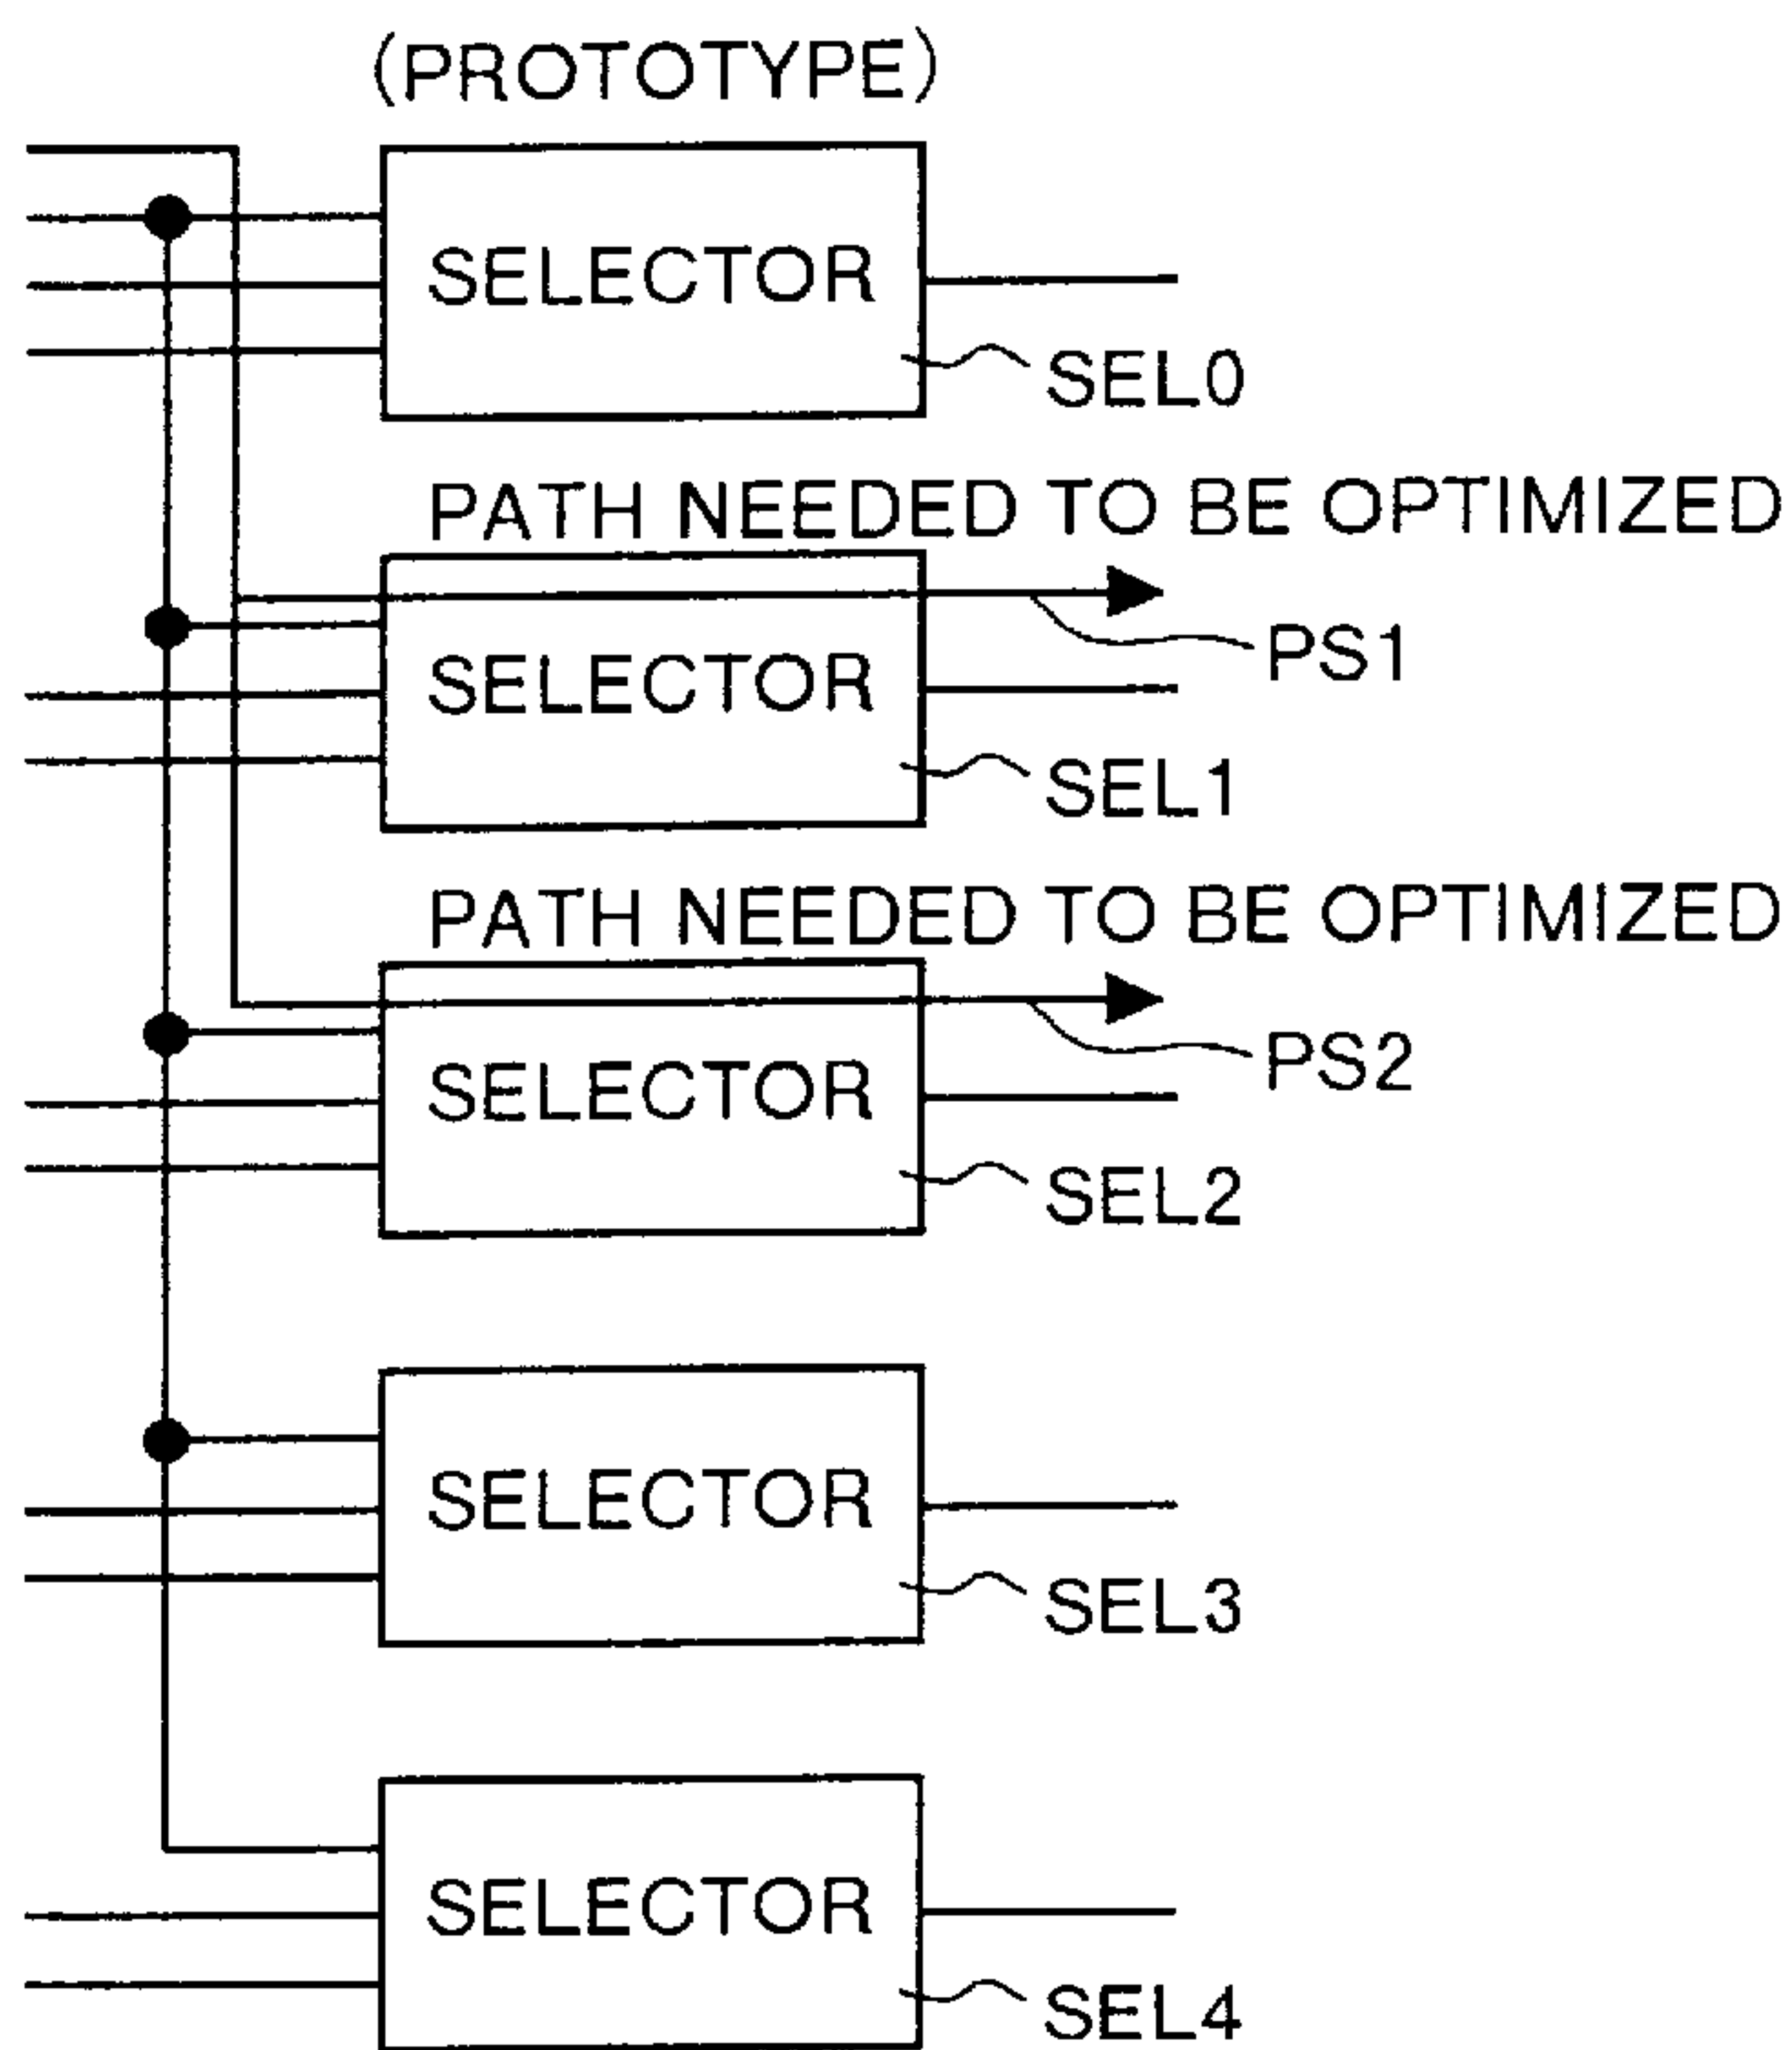 (PROTOTYPE)
SELECTOR
SEL0
PATH NEEDED TO BE OPTIMIZED
PS1
SELECTOR
SEL1
PATH NEEDED TO BE OPTIMIZED
PS2
SELECTOR
SEL2
SELECTOR
SEL3
SELECTOR
SEL4